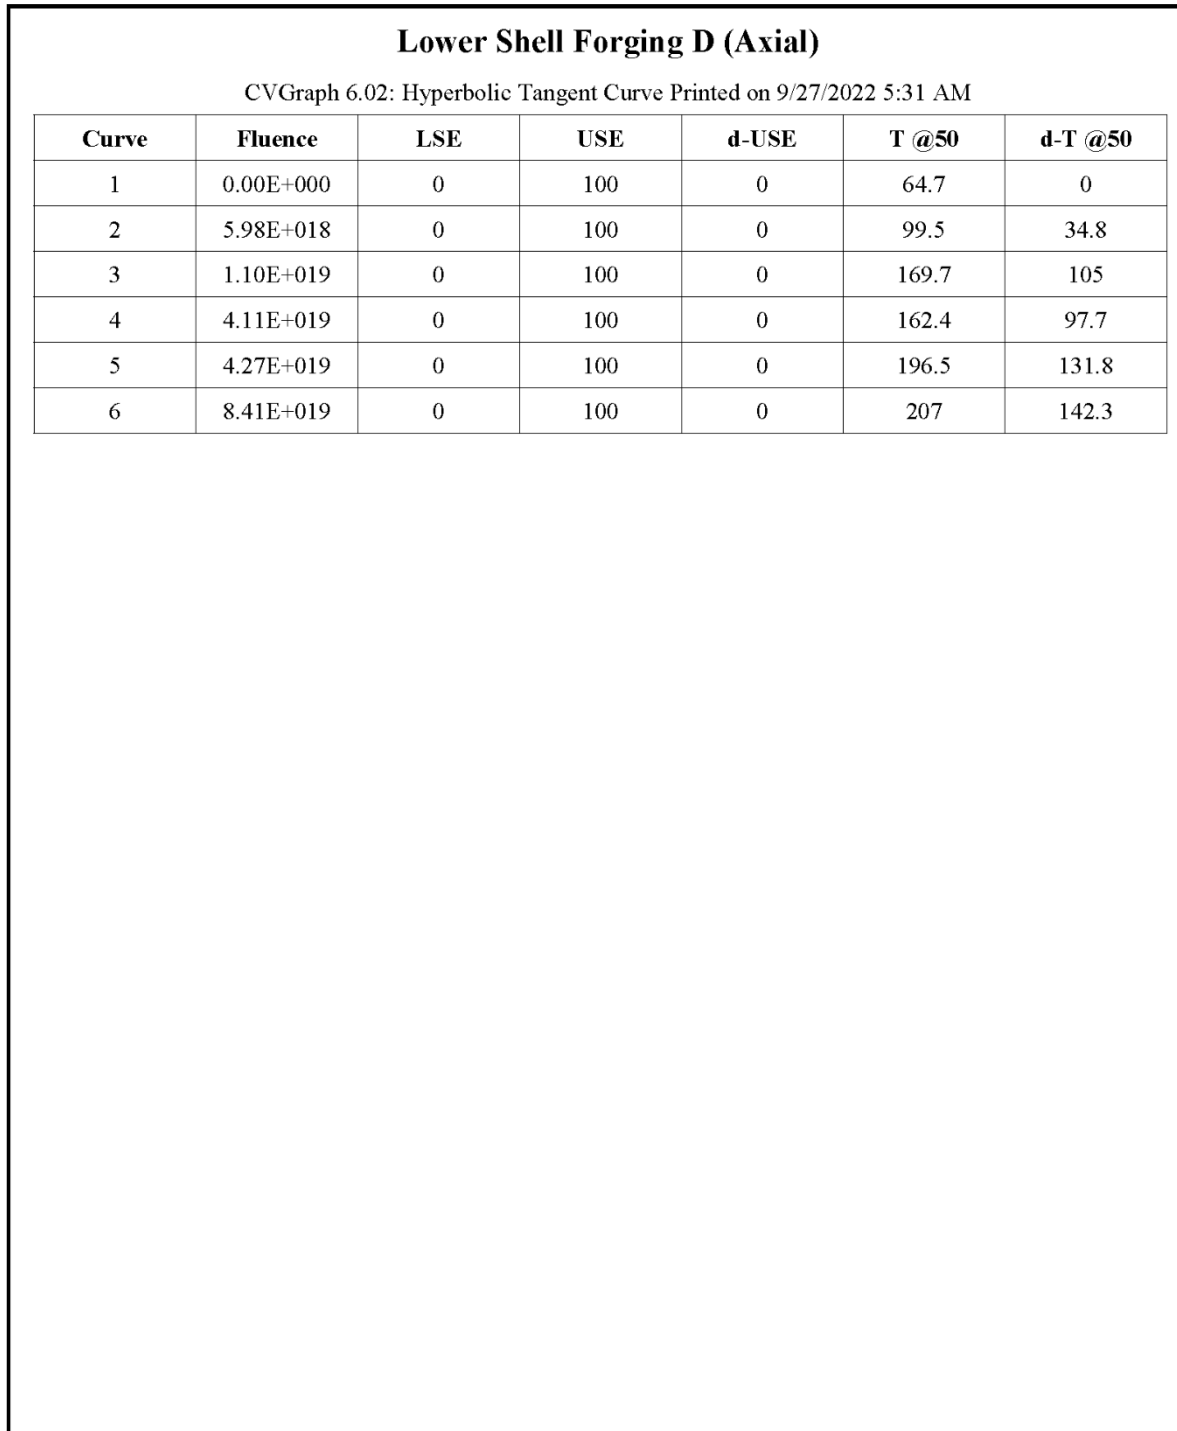 Lower Shell Forging D (Axial)
CVGraph 6.02: Hyperbolic Tangent Curve Printed on 9/27/2022 5:31 AM
Curve Fluence LSE USE d-USE T @50 d-T @50
1 0.00E+000 0 100 0 64.7 0
2 5.98E+018 0 100 0 99.5 34.8
3 1.10E+019 0 100 0 169.7 105
4 4.11E+019 0 100 0 162.4 97.7
5 4.27E+019 0 100 0 196.5 131.8
6 8.41E+019 0 100 0 207 142.3